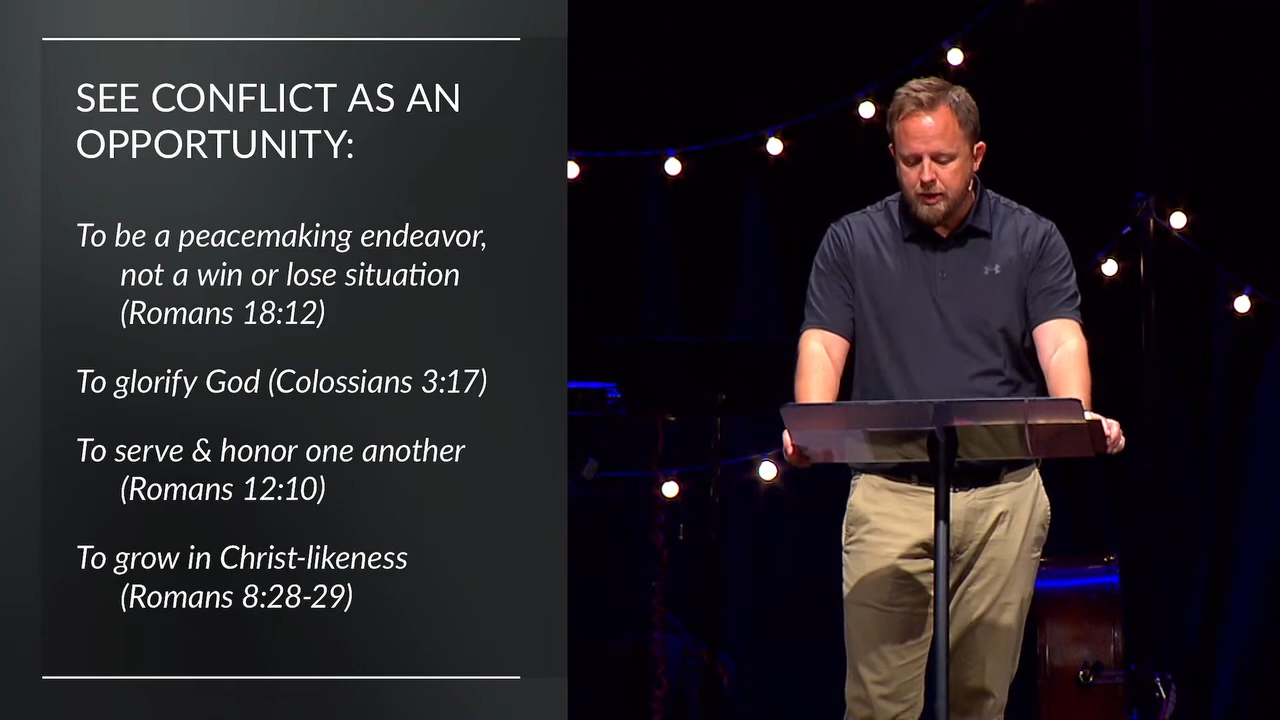 SEE CONFLICT AS AN
OPPORTUNITY:
To be a peacemaking endeavor,
not a win or lose situation
(Romans 18:12)
To glorify God (Colossians 3:17)
To serve & honor one another
(Romans 12:10)
To grow in Christ-likeness
(Romans 8:28-29)